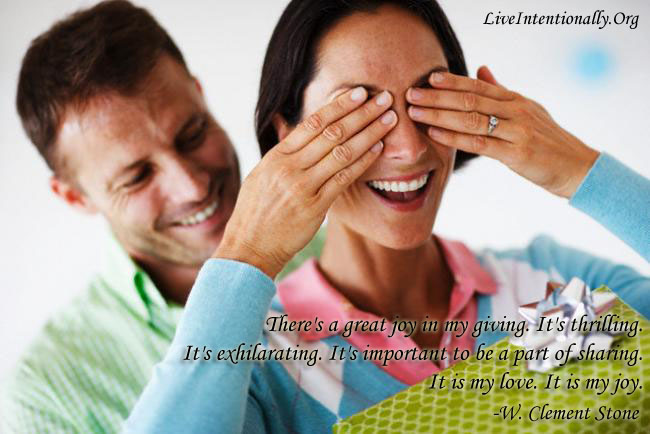 LiveIntentionally.Org
There's a great joy in my giving. It's thrilling.
It's exhilarating. It's important to be a part of sharing.
It is my love. It is my joy.
-W. Clement Stone